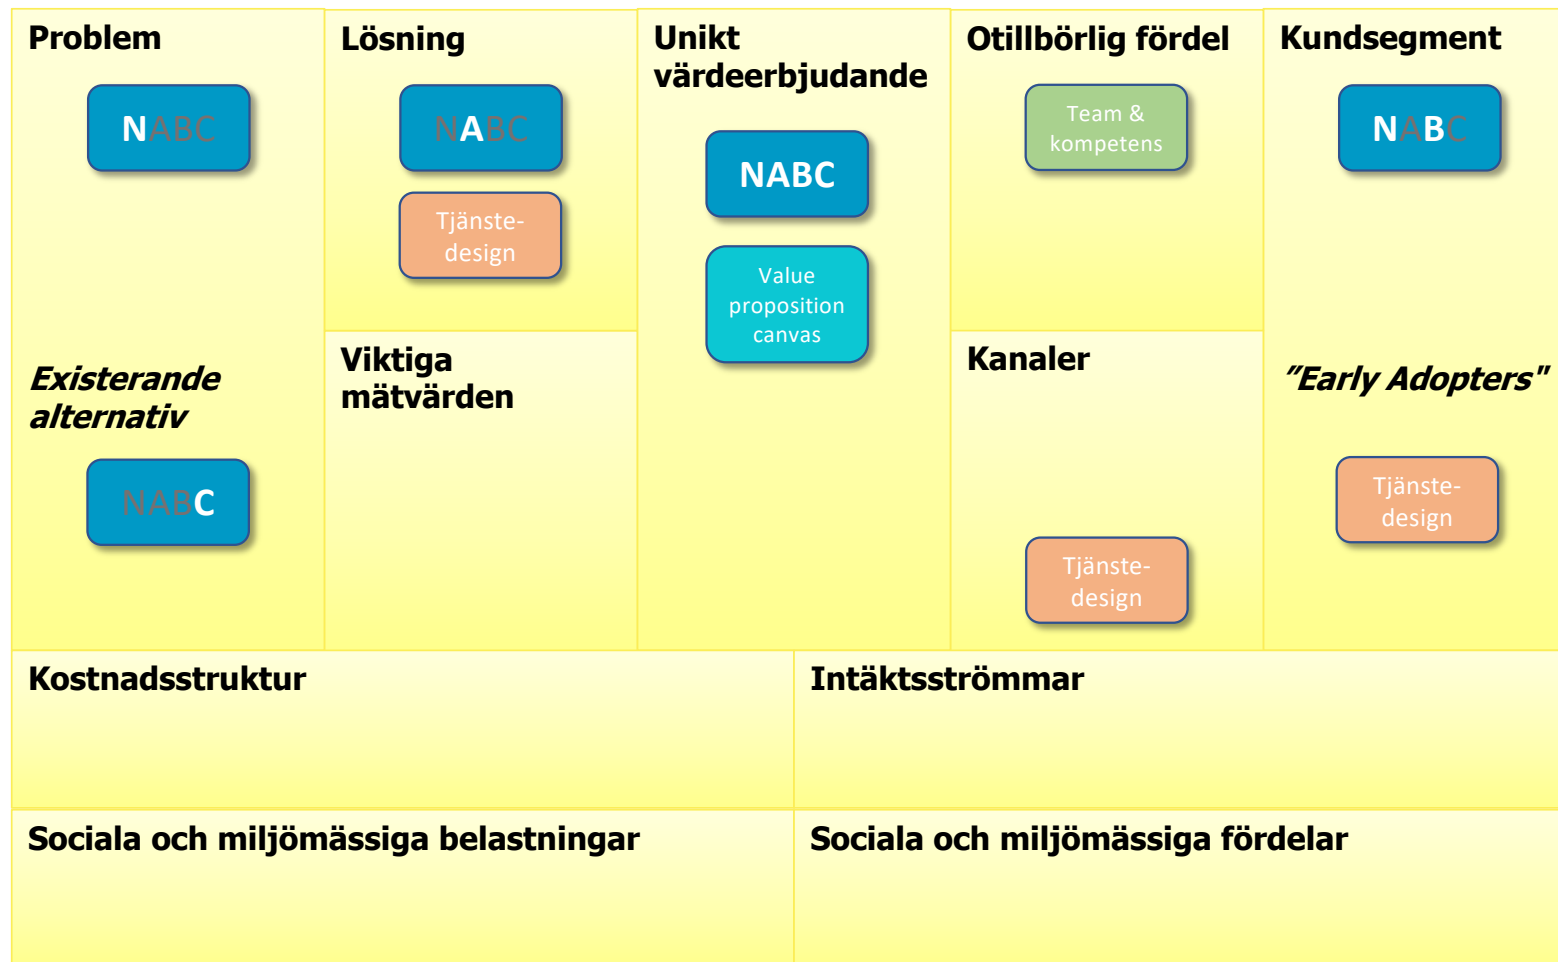 Problem
NABC
Existerande
alternativ
NABC
Lösning
NABC
Tjänste-
design
Viktiga
mätvärden
Unikt
värdeerbjudande
NABC
Value
proposition
canvas
Otillbörlig fördel
Team &
kompetens
Kanaler
Tjänste-
design
Kundsegment
NABC
”Early Adopters"
Tjänste-
design
Kostnadsstruktur
Intäktsströmmar
Sociala och miljömässiga belastningar
Sociala och miljömässiga fördelar